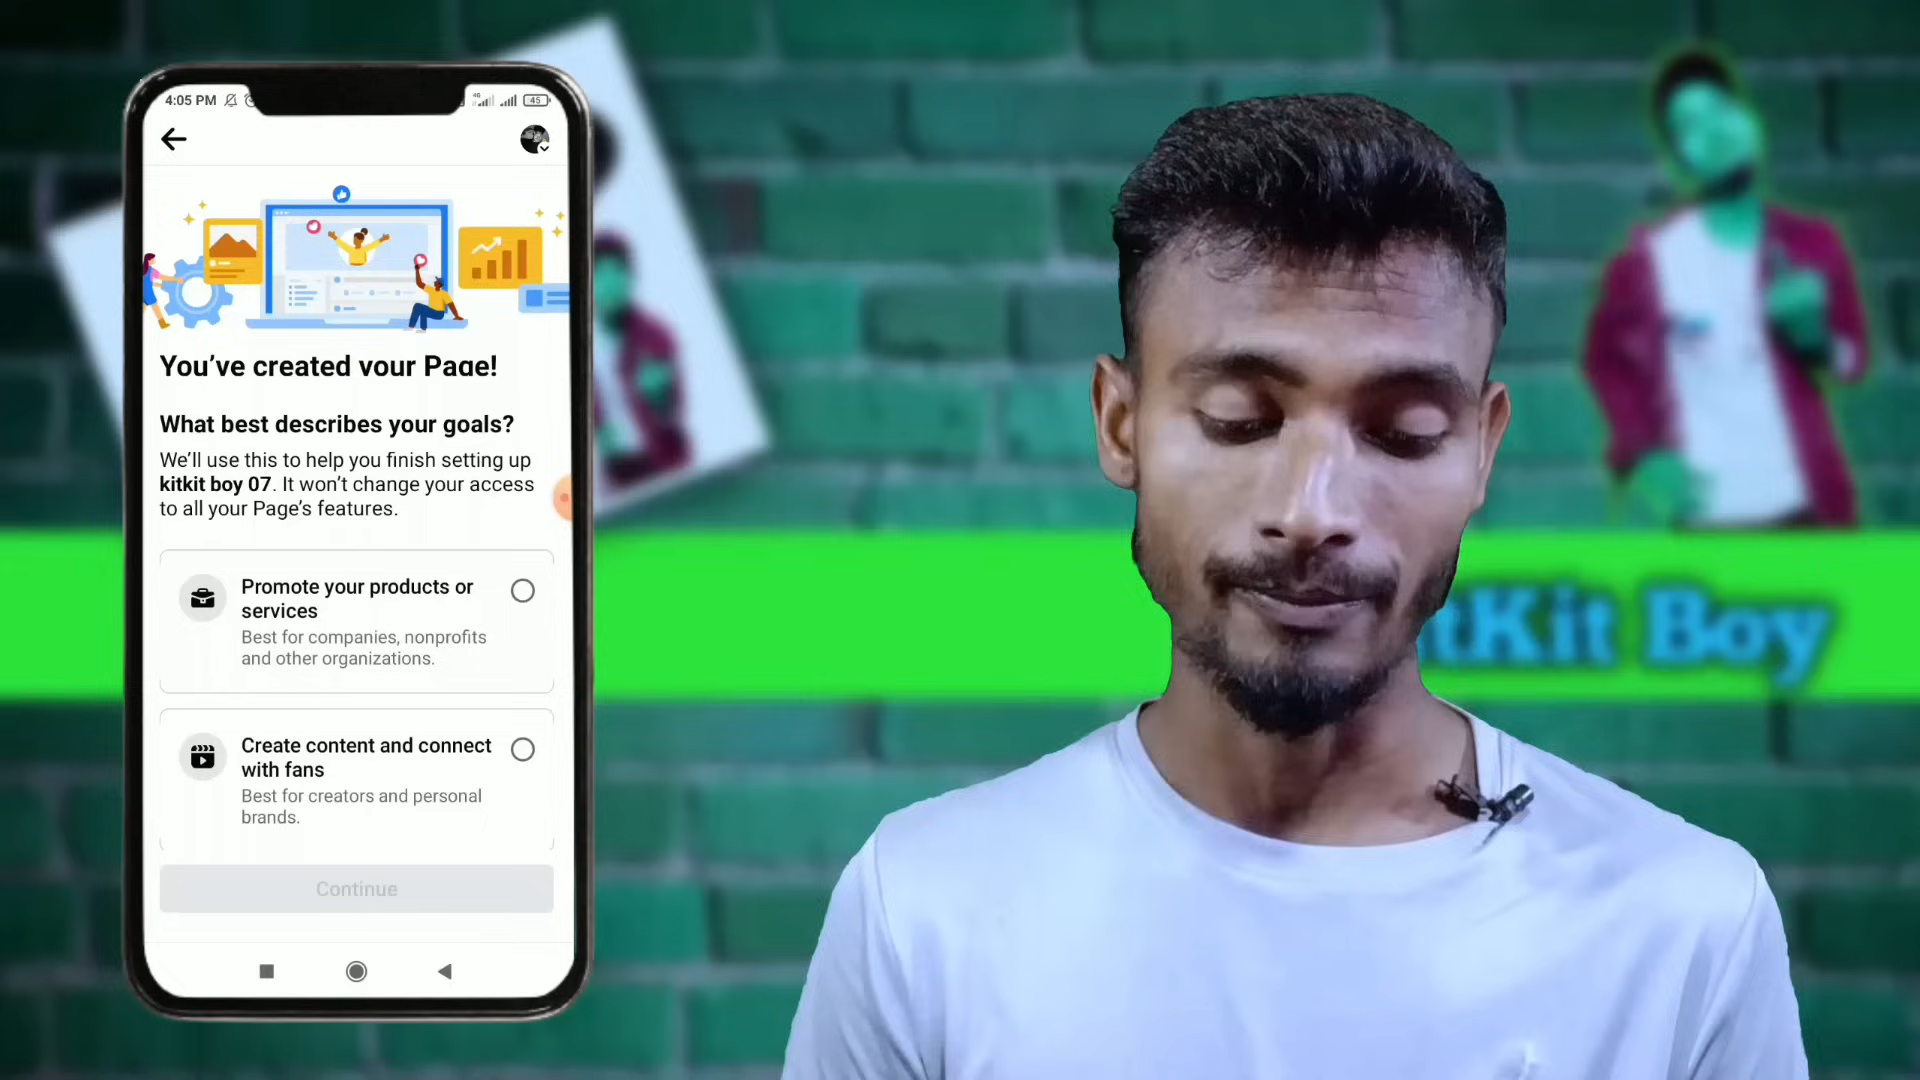 4:05 PM
4G
45
You’ve created your Page!
What best describes your goals?
We’ll use this to help you finish setting up
kitkit boy 07. It won’t change your access
to all your Page’s features.
Promote your products or
services
Best for companies, nonprofits
and other organizations.
Create content and connect
with fans
Best for creators and personal
brands.
Continue
tKit Boy